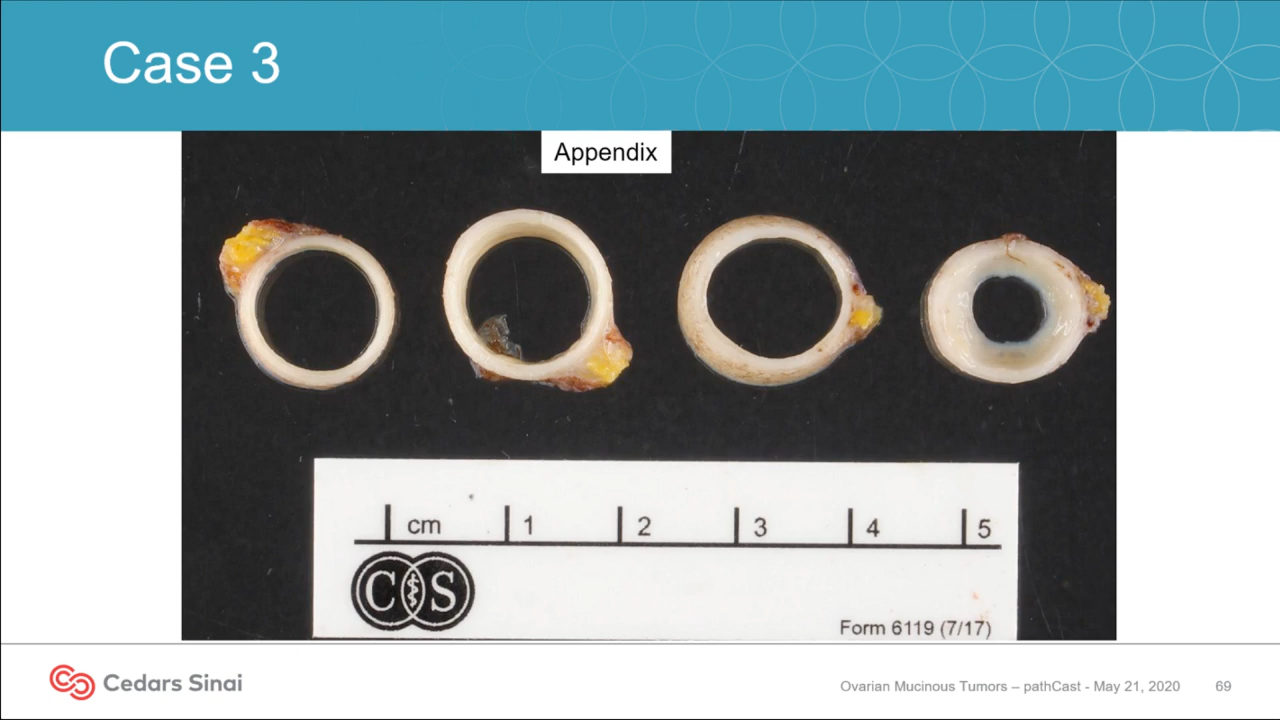 Case 3
Appendix
cm 1 2 3 4 5
C S
Form 6119 (7/17)
Cedars Sinai
Ovarian Mucinous Tumors – pathCast - May 21, 2020 69